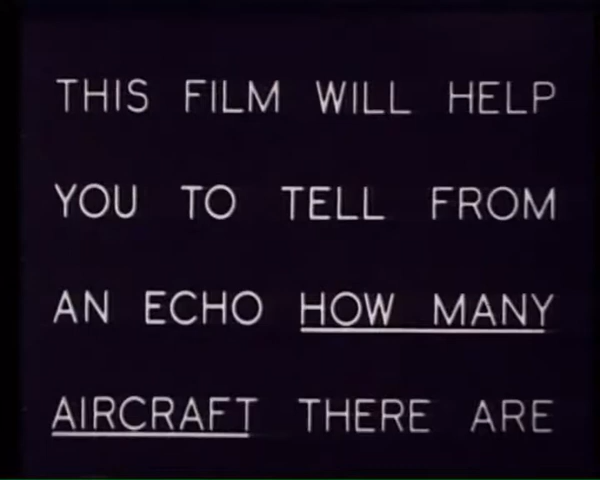 THIS FILM WILL HELP
YOU TO TELL FROM
AN ECHO HOW MANY
AIRCRAFT THERE ARE